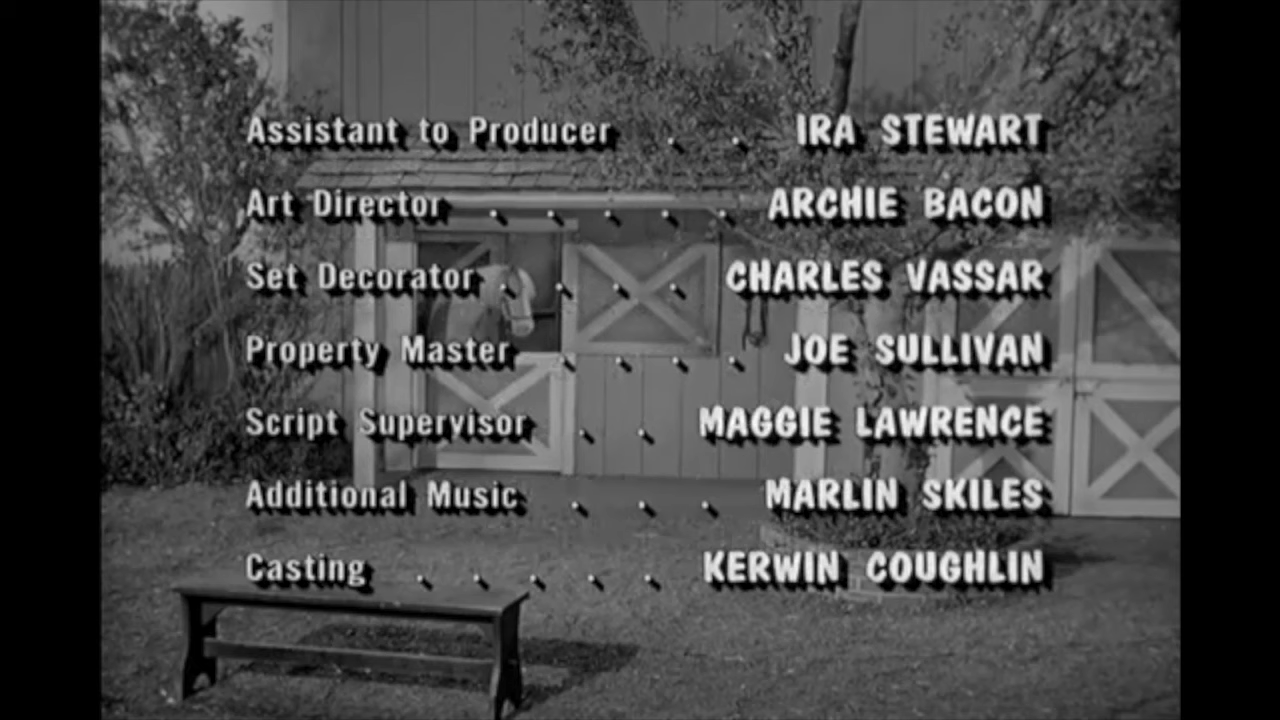 Assistant to Producer . . IRA STEWART
Art Director . . . . . ARCHIE BACON
Set Decorator . . . . CHARLES VASSAR
Property Master . . . . JOE SULLIVAN
Script Supervisor . . MAGGIE LAWRENCE
Additional Music . . . MARLIN SKILES
Casting . . . . . KERWIN COUGHLIN